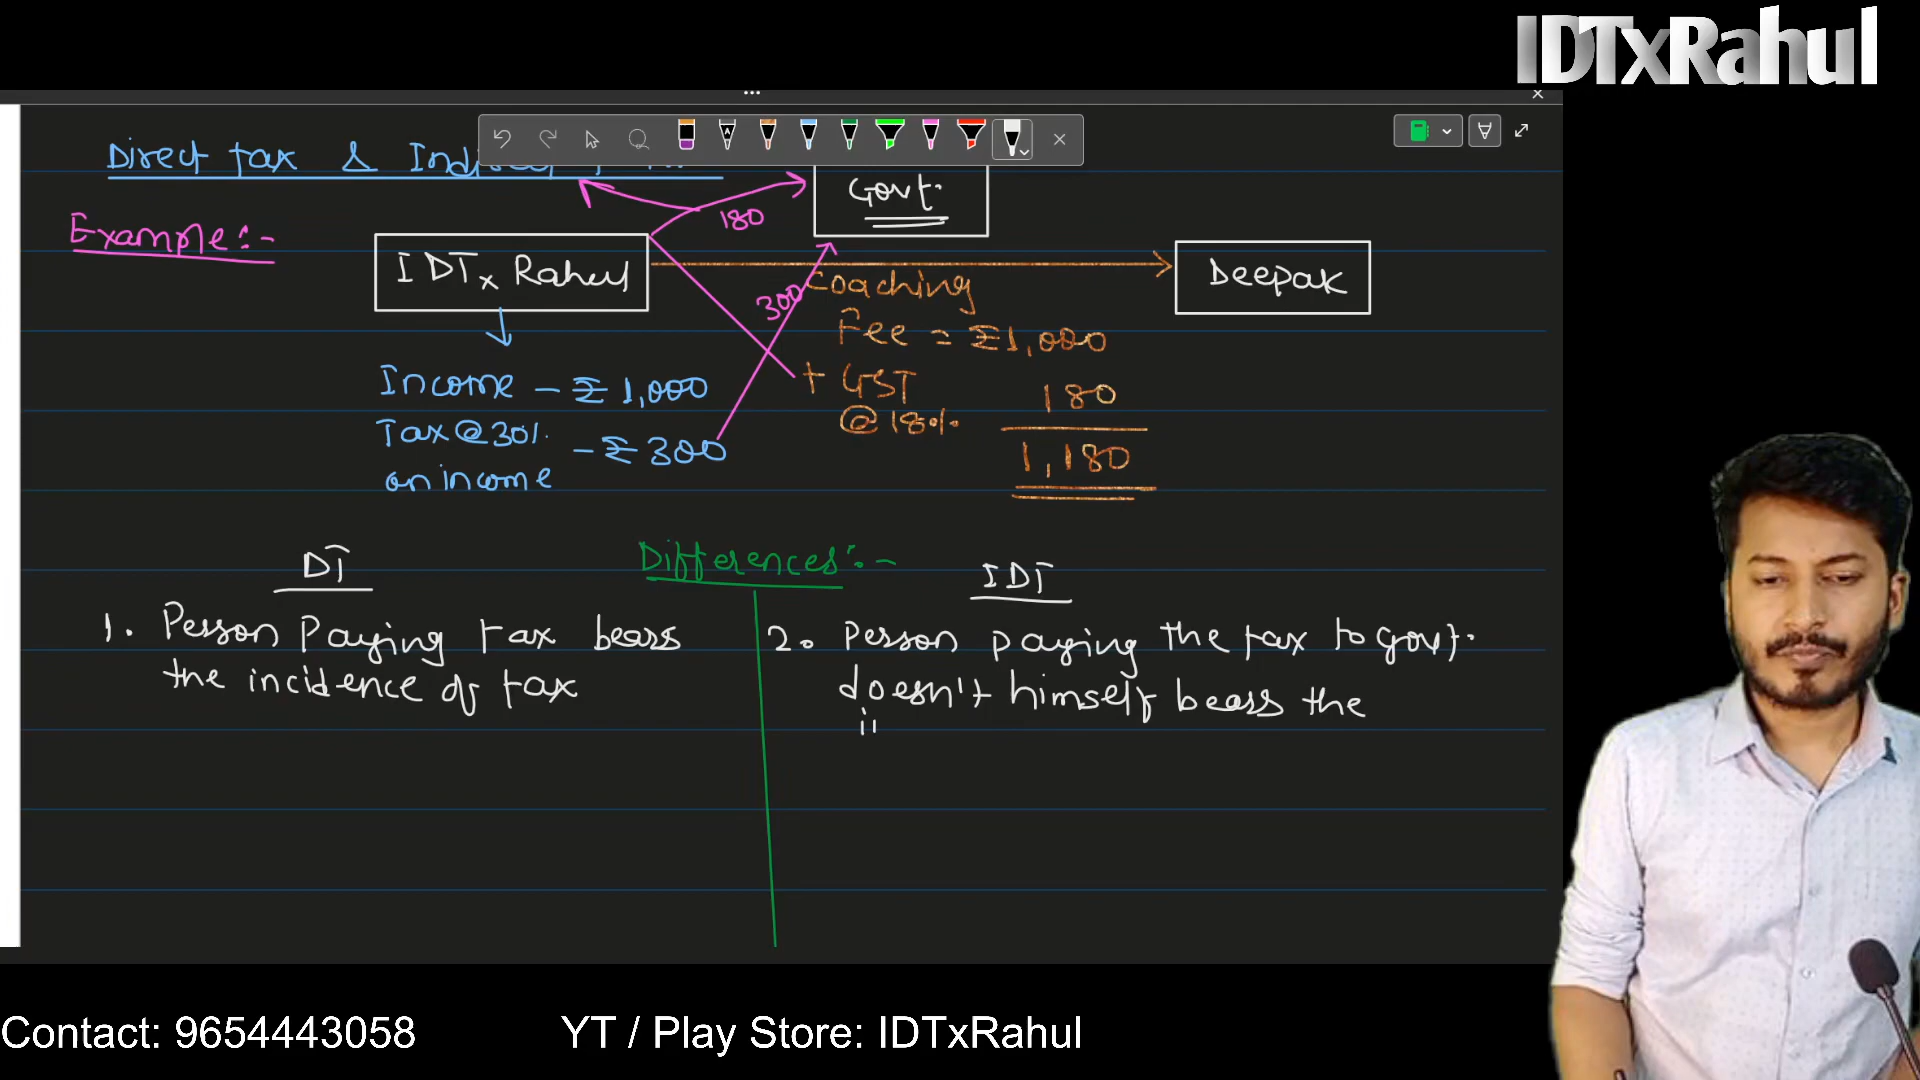 IDTxRahul
Direct tax & Indirect
Govt.
180
Example:-
IDTx Rahul
Deepak
300
Coaching
Fee = ₹1,000
Income - ₹ 1,000
+ GST
180
@18%
Tax@30%
- ₹ 300
on income
1,180
Differences:-
DT
IDT
1. Person Paying tax bears
the incidence of tax
2. Person paying the tax to govt.
doesn't himself bears the
Contact: 9654443058
YT / Play Store: IDTxRahul